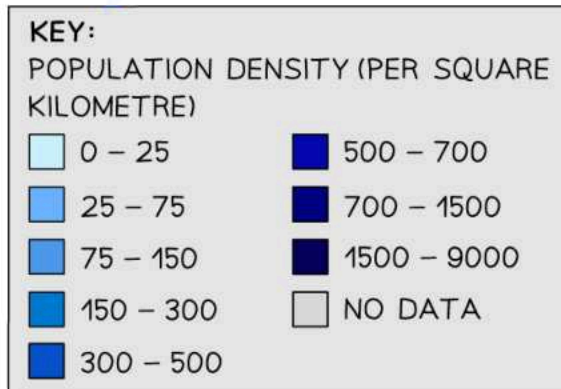 KEY:
POPULATION DENSITY (PER SQUARE
KILOMETRE)
0 – 25
25 – 75
75 – 150
150 – 300
300 – 500
500 – 700
700 – 1500
1500 – 9000
NO DATA